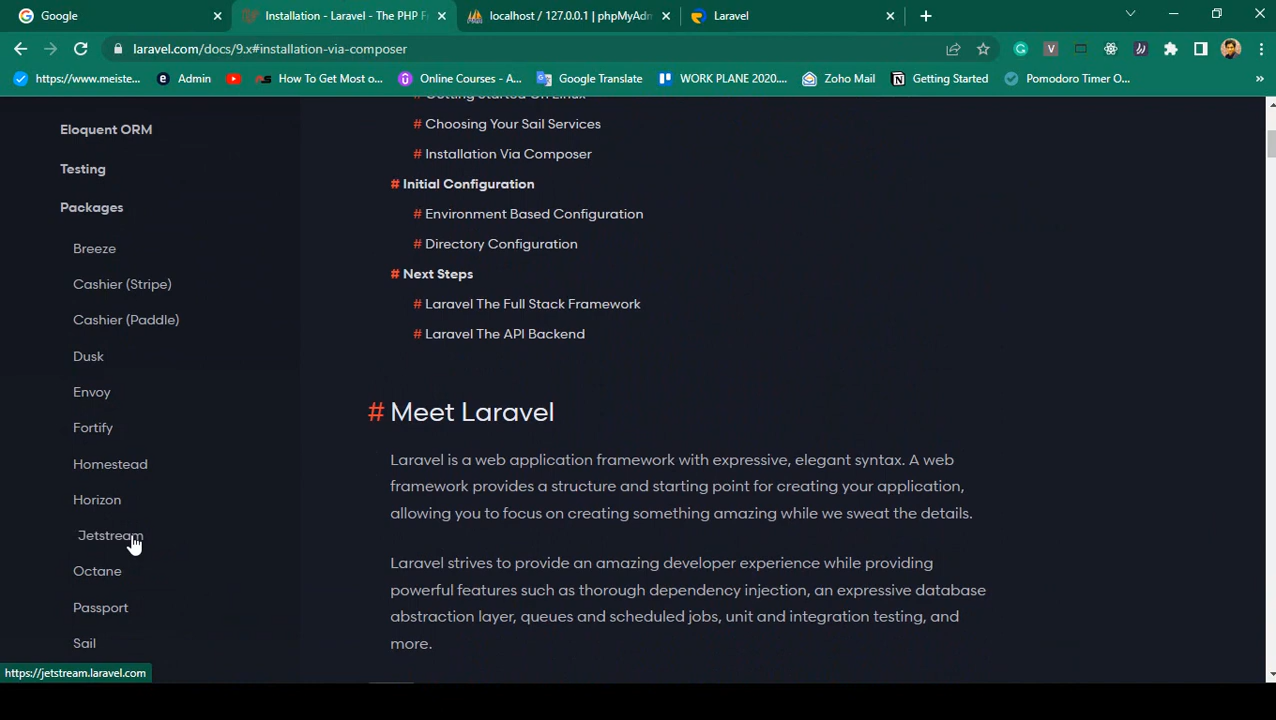 Google
Installation - Laravel - The PHP Fr
localhost / 127.0.0.1 | phpMyAdm
Laravel
laravel.com/docs/9.x#installation-via-composer
https://www.meiste...
Admin
How To Get Most o...
Online Courses - A...
Google Translate
WORK PLANE 2020....
Zoho Mail
Getting Started
Pomodoro Timer O...
»
Getting Started On Linux
# Choosing Your Sail Services
# Installation Via Composer
# Initial Configuration
# Environment Based Configuration
# Directory Configuration
# Next Steps
# Laravel The Full Stack Framework
# Laravel The API Backend
Eloquent ORM
Testing
Packages
Breeze
Cashier (Stripe)
Cashier (Paddle)
Dusk
Envoy
Fortify
Homestead
Horizon
Jetstream
Octane
Passport
Sail
# Meet Laravel
Laravel is a web application framework with expressive, elegant syntax. A web
framework provides a structure and starting point for creating your application,
allowing you to focus on creating something amazing while we sweat the details.
Laravel strives to provide an amazing developer experience while providing
powerful features such as thorough dependency injection, an expressive database
abstraction layer, queues and scheduled jobs, unit and integration testing, and
more.
https://jetstream.laravel.com